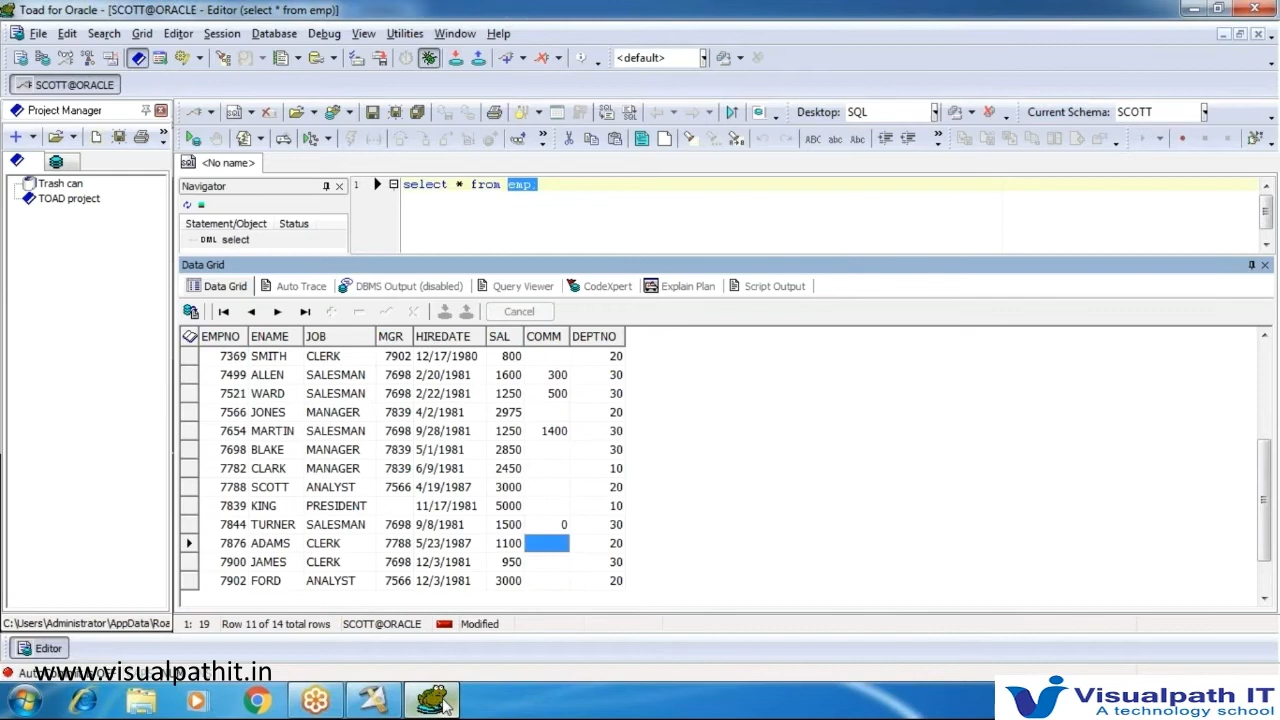 Toad for Oracle - [SCOTT@ORACLE - Editor (select * from emp)]
File Edit Search Grid Editor Session Database Debug View Utilities Window Help
<default>
SCOTT@ORACLE
Project Manager
Desktop: SQL Current Schema: SCOTT
ABC abc Abc
<No name>
Trash can
TOAD project
Navigator
Statement/Object Status
DML select
1 select * from emp;
Data Grid
Data Grid Auto Trace DBMS Output (disabled) Query Viewer CodeXpert Explain Plan Script Output
Cancel
EMPNO ENAME JOB MGR HIREDATE SAL COMM DEPTNO
7369 SMITH CLERK 7902 12/17/1980 800 20
7499 ALLEN SALESMAN 7698 2/20/1981 1600 300 30
7521 WARD SALESMAN 7698 2/22/1981 1250 500 30
7566 JONES MANAGER 7839 4/2/1981 2975 20
7654 MARTIN SALESMAN 7698 9/28/1981 1250 1400 30
7698 BLAKE MANAGER 7839 5/1/1981 2850 30
7782 CLARK MANAGER 7839 6/9/1981 2450 10
7788 SCOTT ANALYST 7566 4/19/1987 3000 20
7839 KING PRESIDENT 11/17/1981 5000 10
7844 TURNER SALESMAN 7698 9/8/1981 1500 0 30
7876 ADAMS CLERK 7788 5/23/1987 1100 20
7900 JAMES CLERK 7698 12/3/1981 950 30
7902 FORD ANALYST 7566 12/3/1981 3000 20
C:\Users\Administrator\AppData\Roa
1: 19 Row 11 of 14 total rows SCOTT@ORACLE Modified
Editor
www.visualpathit.in
Visualpath IT
A technology school